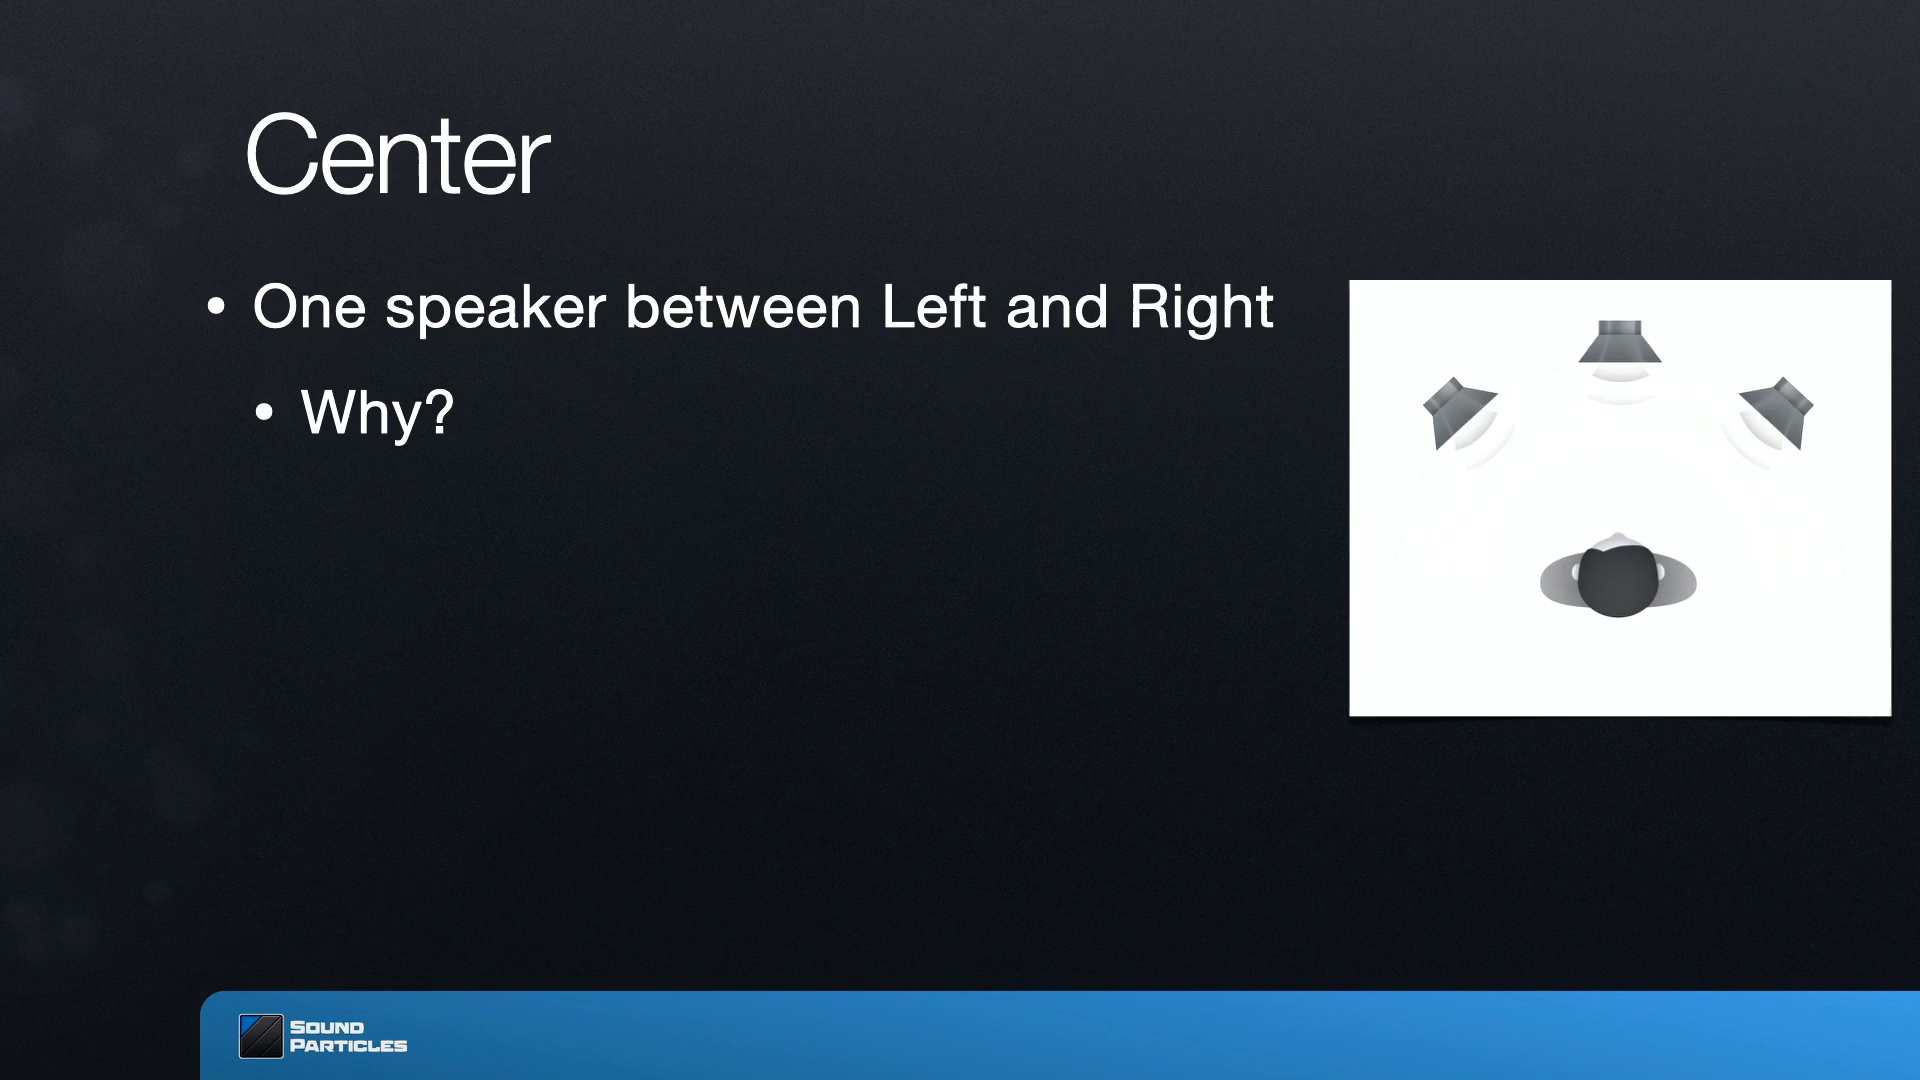 Center
• One speaker between Left and Right
• Why?
SOUND
PARTICLES